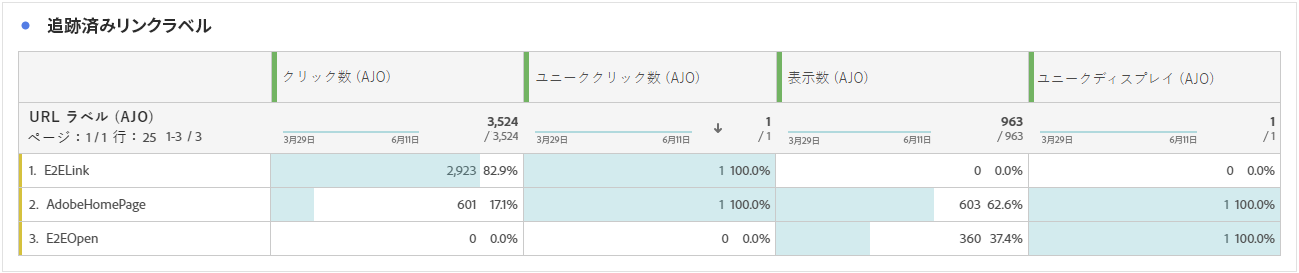 追跡済みリンクラベル
クリック数 (AJO) ユニーククリック数 (AJO) 表示数 (AJO) ユニークディスプレイ (AJO)
URL ラベル (AJO) 3,524 1 963 1
ページ：1 / 1 行： 25 1-3 / 3 / 3,524 ↓ / 1 / 963 / 1
3月29日 6月11日 3月29日 6月11日 3月29日 6月11日 3月29日 6月11日
1. E2ELink 2,923 82.9% 1 100.0% 0 0.0% 0 0.0%
2. AdobeHomePage 601 17.1% 1 100.0% 603 62.6% 1 100.0%
3. E2EOpen 0 0.0% 0 0.0% 360 37.4% 1 100.0%